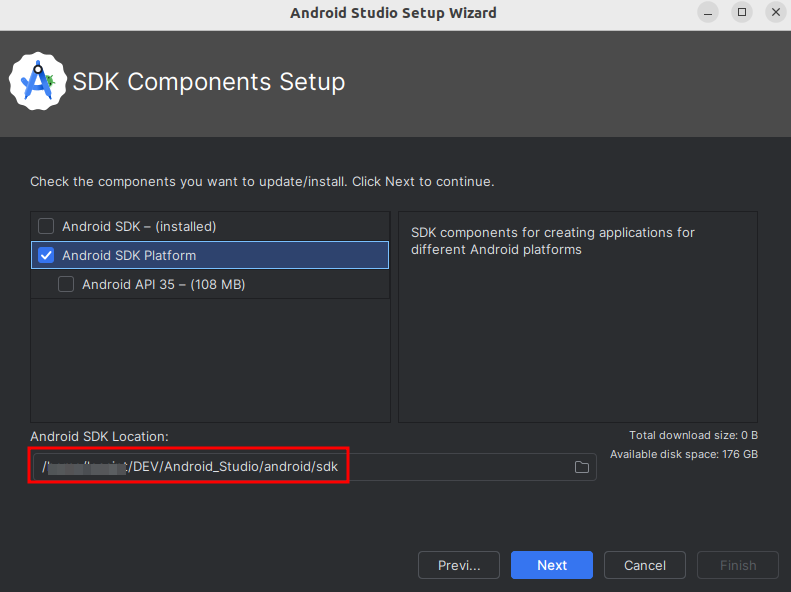 Android Studio Setup Wizard
SDK Components Setup
Check the components you want to update/install. Click Next to continue.
Android SDK – (installed)
Android SDK Platform
Android API 35 – (108 MB)
SDK components for creating applications for
different Android platforms
Android SDK Location:
/DEV/Android_Studio/android/sdk
Total download size: 0 B
Available disk space: 176 GB
Previ...
Next
Cancel
Finish